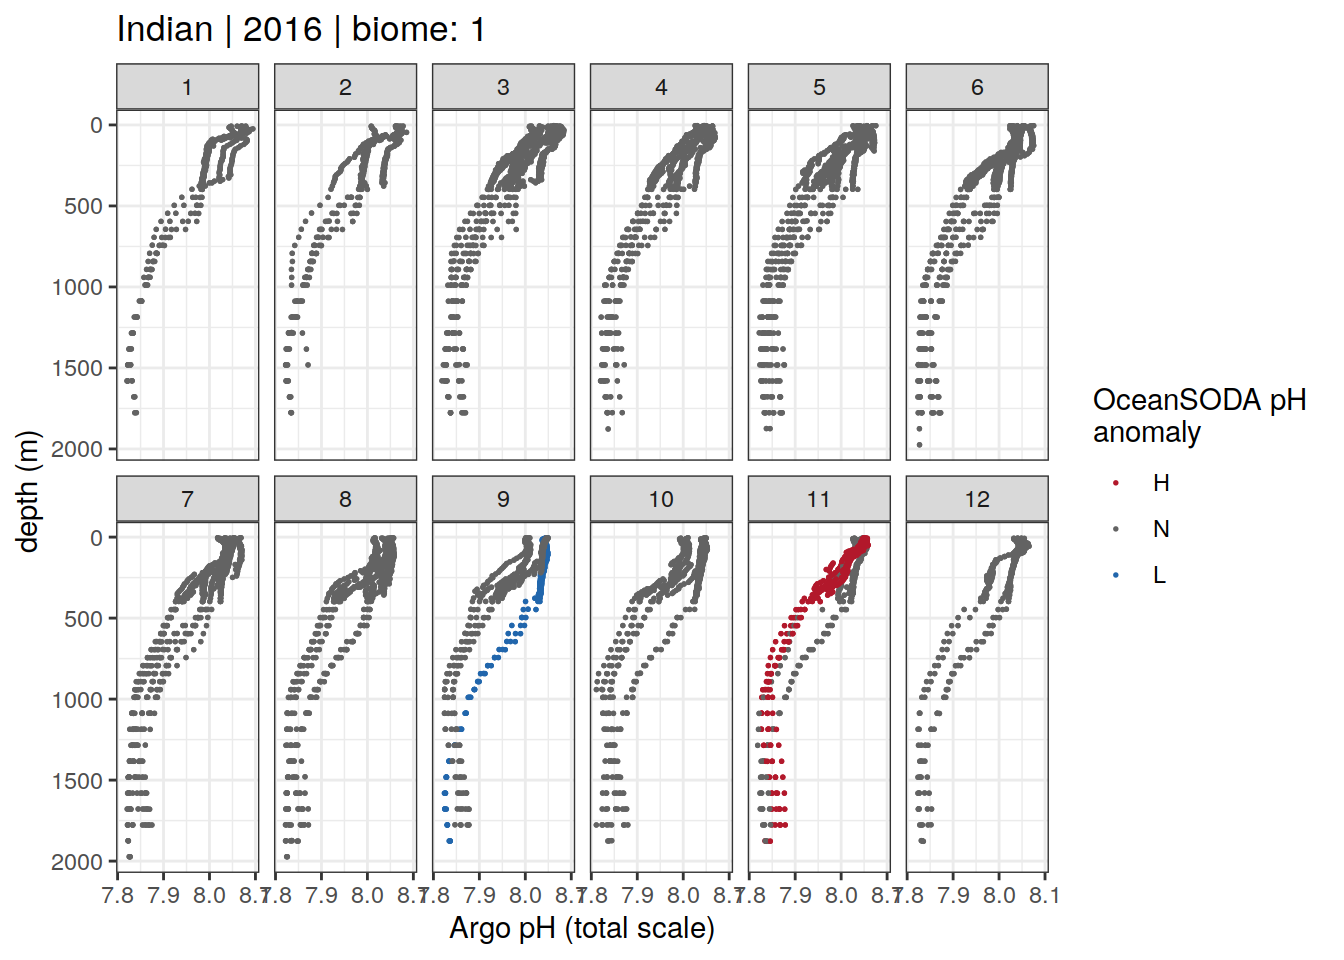 Indian | 2016 | biome: 1
1 2 3 4 5 6
0
500
1000
1500
2000
7 8 9 10 11 12
0
500
1000
1500
2000
7.8 7.9 8.0 8.1 7.8 7.9 8.0 8.1 7.8 7.9 8.0 8.1 7.8 7.9 8.0 8.1 7.8 7.9 8.0 8.1 7.8 7.9 8.0 8.1
Argo pH (total scale)
depth (m)
OceanSODA pH
anomaly
H
N
L